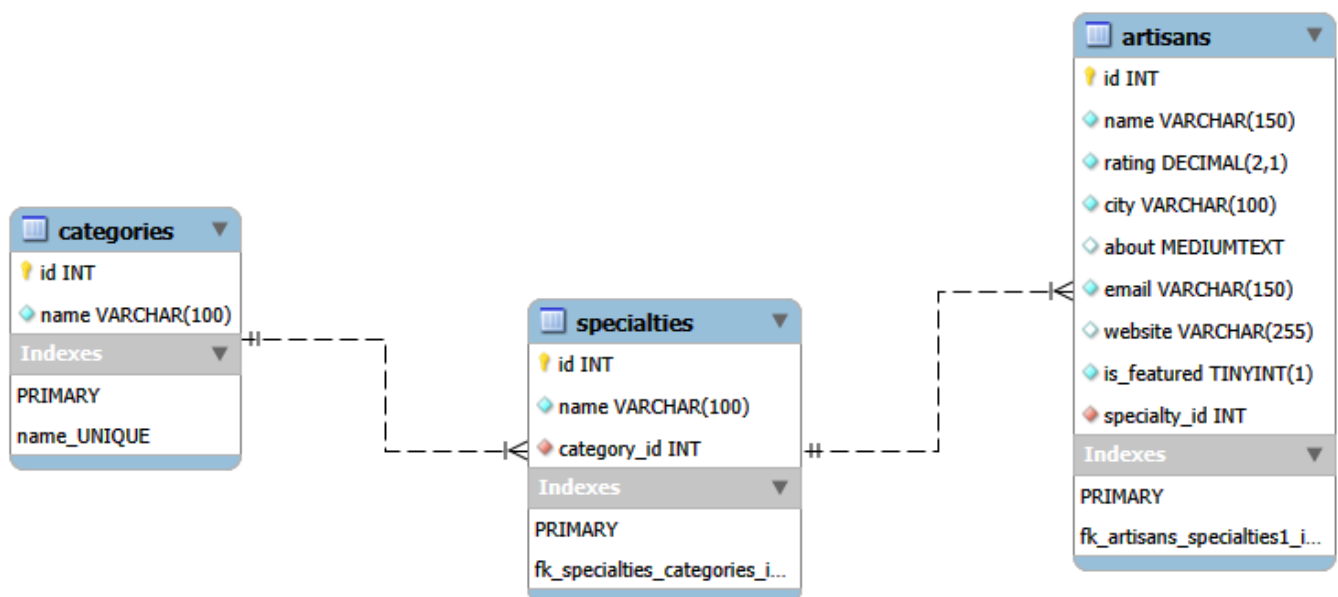 categories
id INT
name VARCHAR(100)
Indexes
PRIMARY
name_UNIQUE
specialties
id INT
name VARCHAR(100)
category_id INT
Indexes
PRIMARY
fk_specialties_categories_i...
artisans
id INT
name VARCHAR(150)
rating DECIMAL(2,1)
city VARCHAR(100)
about MEDIUMTEXT
email VARCHAR(150)
website VARCHAR(255)
is_featured TINYINT(1)
specialty_id INT
Indexes
PRIMARY
fk_artisans_specialties1_i...